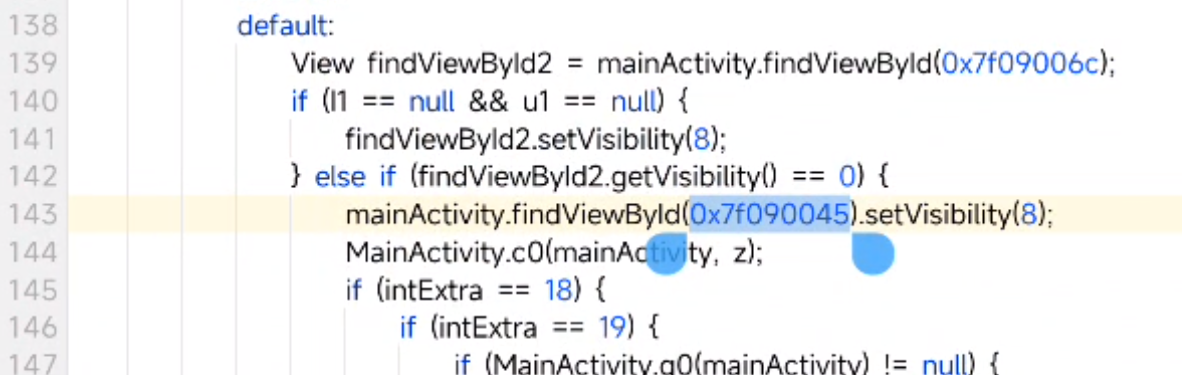 138 default:
139 View findViewById2 = mainActivity.findViewById(0x7f09006c);
140 if (l1 == null && u1 == null) {
141 findViewById2.setVisibility(8);
142 } else if (findViewById2.getVisibility() == 0) {
143 mainActivity.findViewById(0x7f090045).setVisibility(8);
144 MainActivity.c0(mainActivity, z);
145 if (intExtra == 18) {
146 if (intExtra == 19) {
147 if (MainActivity.g0(mainActivity) != null) {